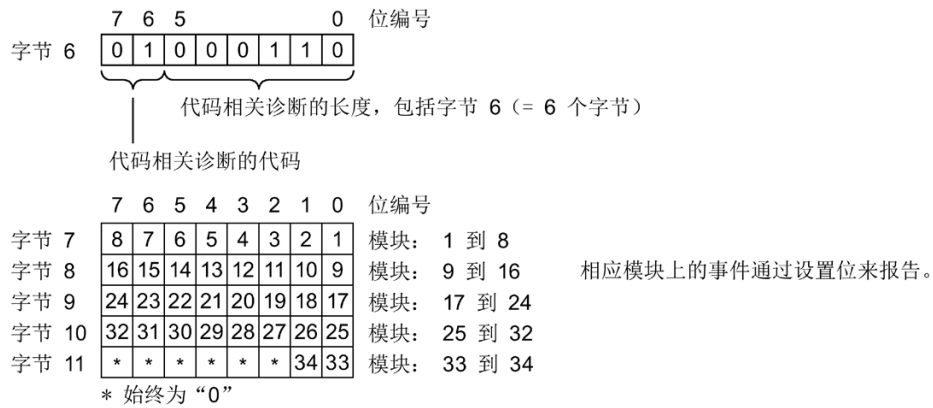 7 6 5 0 位编号
字节 6 0 1 0 0 0 1 1 0
代码相关诊断的长度，包括字节 6（= 6 个字节）
代码相关诊断的代码
7 6 5 4 3 2 1 0 位编号
字节 7 8 7 6 5 4 3 2 1 模块： 1 到 8
字节 8 16 15 14 13 12 11 10 9 模块： 9 到 16 相应模块上的事件通过设置位来报告。
字节 9 24 23 22 21 20 19 18 17 模块： 17 到 24
字节 10 32 31 30 29 28 27 26 25 模块： 25 到 32
字节 11 * * * * * * 34 33 模块： 33 到 34
* 始终为“0”